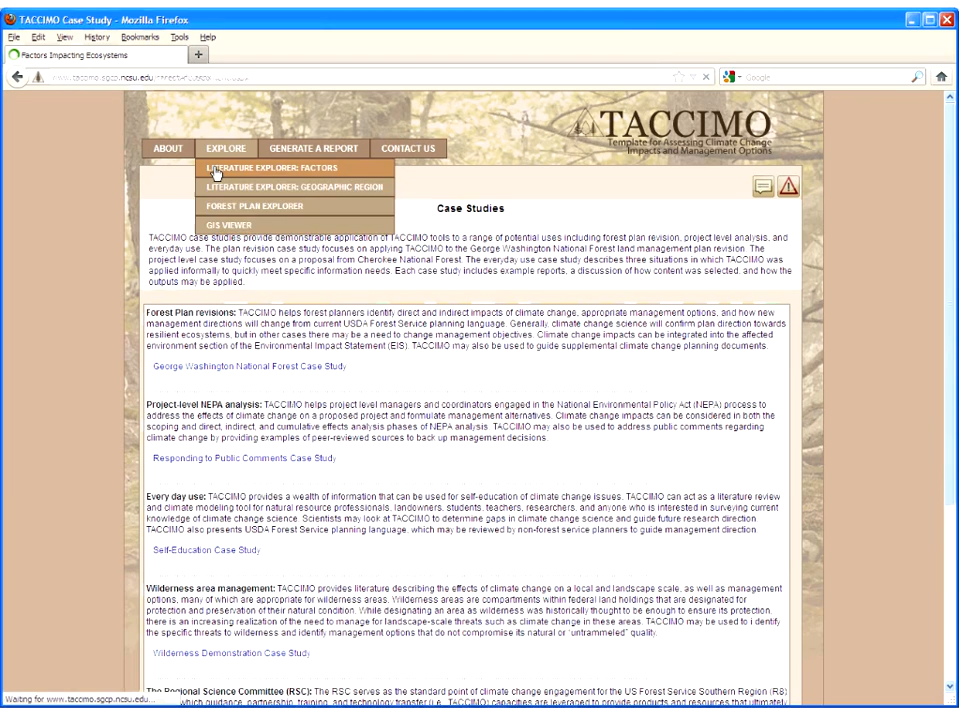 TACCIMO Case Study - Mozilla Firefox
File Edit View History Bookmarks Tools Help
Factors Impacting Ecosystems
Google
TACCIMO
Template for Assessing Climate Change
Impacts and Management Options
ABOUT EXPLORE GENERATE A REPORT CONTACT US
LITERATURE EXPLORER: FACTORS
LITERATURE EXPLORER: GEOGRAPHIC REGION
FOREST PLAN EXPLORER
GIS VIEWER
Case Studies
TACCIMO case studies provide demonstrable application of TACCIMO tools to a range of potential uses including forest plan revision, project level analysis, and
everyday use. The plan revision case study focuses on applying TACCIMO to the George Washington National Forest land management plan revision. The
project level case study focuses on a proposal from Cherokee National Forest. The everyday use case study describes three situations in which TACCIMO was
applied informally to quickly meet specific information needs. Each case study includes example reports, a discussion of how content was selected, and how the
outputs may be applied.
Forest Plan revisions: TACCIMO helps forest planners identify direct and indirect impacts of climate change, appropriate management options, and how new
management directions will change from current USDA Forest Service planning language. Generally, climate change science will confirm plan direction towards
resilient ecosystems, but in other cases there may be a need to change management objectives. Climate change impacts can be integrated into the affected
environment section of the Environmental Impact Statement (EIS). TACCIMO may also be used to guide supplemental climate change planning documents.
George Washington National Forest Case Study
Project-level NEPA analysis: TACCIMO helps project level managers and coordinators engaged in the National Environmental Policy Act (NEPA) process to
address the effects of climate change on a proposed project and formulate management alternatives. Climate change impacts can be considered in both the
scoping and direct, indirect, and cumulative effects analysis phases of NEPA analysis. TACCIMO may also be used to address public comments regarding
climate change by providing examples of peer-reviewed sources to back up management decisions.
Responding to Public Comments Case Study
Every day use: TACCIMO provides a wealth of information that can be used for self-education of climate change issues. TACCIMO can act as a literature review
and climate modeling tool for natural resource professionals, landowners, students, teachers, researchers, and anyone who is interested in surveying current
knowledge of climate change science. Scientists may look at TACCIMO to determine gaps in climate change science and guide future research direction
TACCIMO also presents USDA Forest Service planning language, which may be reviewed by non-forest service planners to guide management direction
Self-Education Case Study
Wilderness area management: TACCIMO provides literature describing the effects of climate change on a local and landscape scale, as well as management
options, many of which are appropriate for wilderness areas. Wilderness areas are compartments within federal land holdings that are designated for
protection and preservation of their natural condition. While designating an area as wilderness was historically thought to be enough to ensure its protection,
there is an increasing realization of the need to manage for landscape-scale threats such as climate change in these areas. TACCIMO may be used to identify
the specific threats to wilderness and identify management options that do not compromise its natural or "untrammeled" quality.
Wilderness Demonstration Case Study
The Regional Science Committee (RSC): The RSC serves as the standard point of climate change engagement for the US Forest Service Southern Region (R8)
which guidance, partnership, training, and technology transfer (i.e., TACCIMO) capacities are leveraged to provide products and resources that ultimately
Waiting for www.taccimo.sgcp.ncsu.edu...